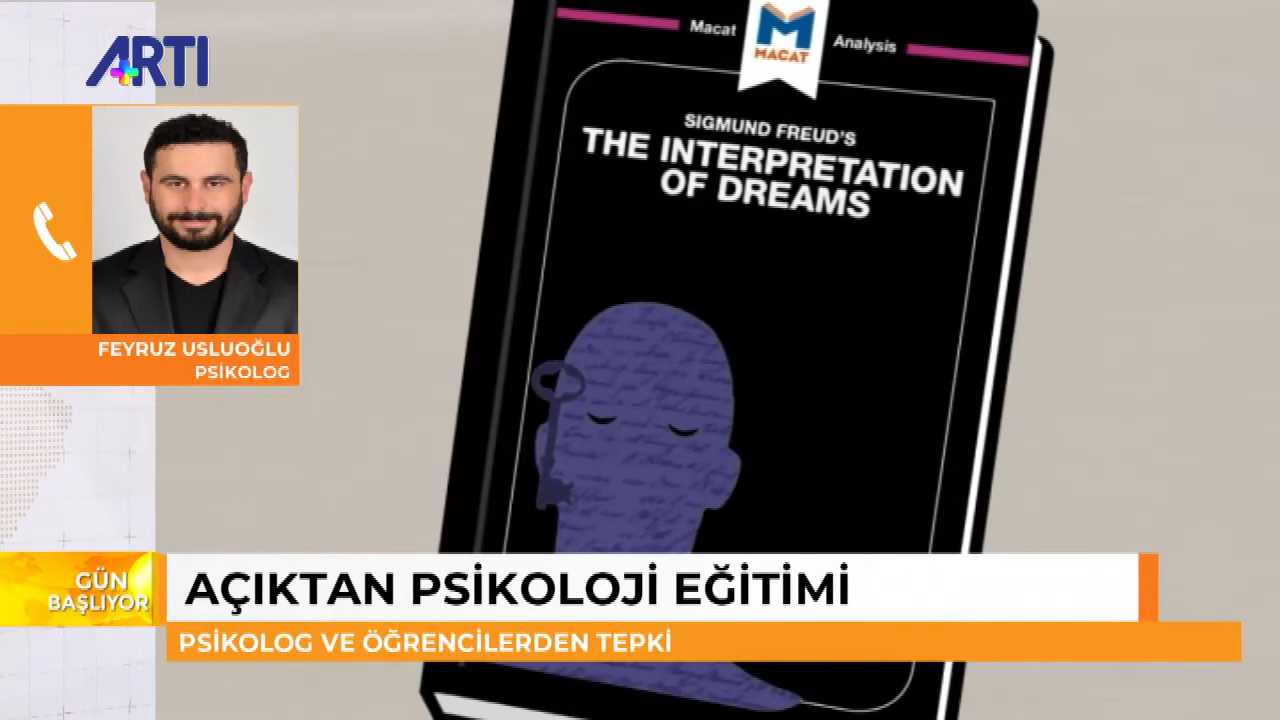 ARTI
Macat Analysis
MACAT
SIGMUND FREUD'S
THE INTERPRETATION
OF DREAMS
FEYRUZ USLUOĞLU
PSİKOLOG
GÜN
BAŞLIYOR
AÇIKTAN PSİKOLOJİ EĞİTİMİ
PSİKOLOG VE ÖĞRENCİLERDEN TEPKİ